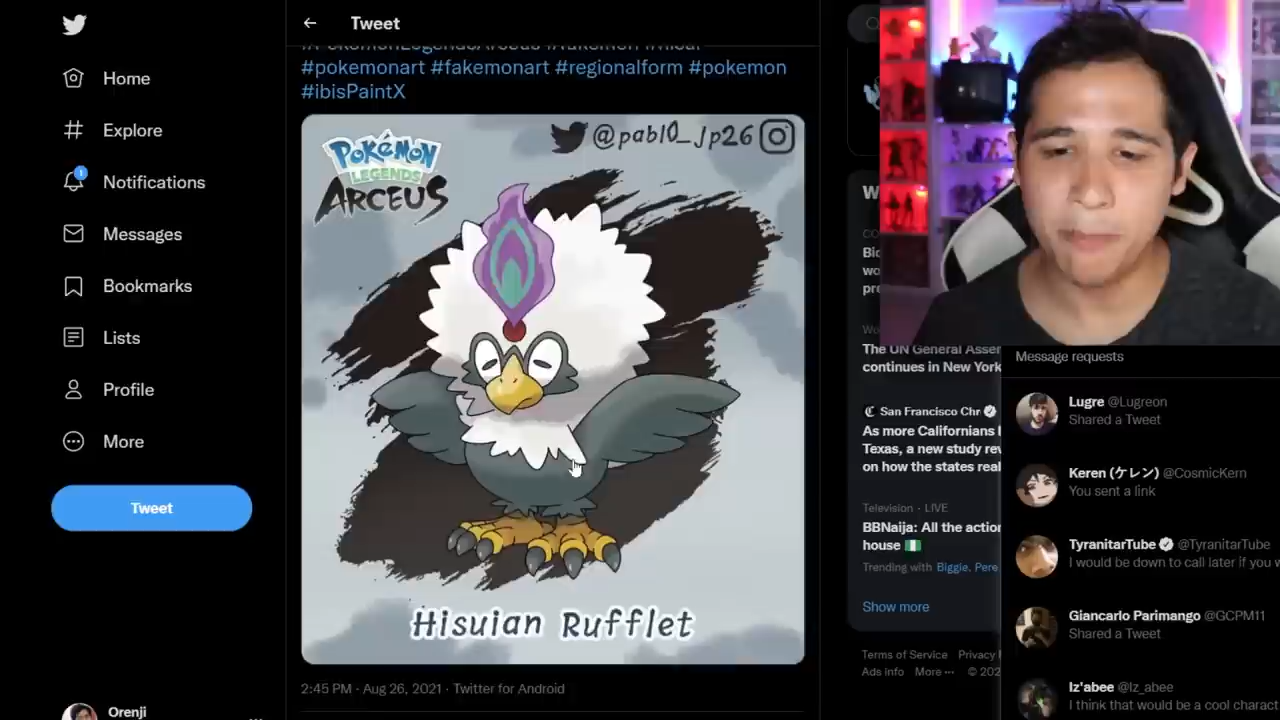 Tweet
#pokemonart #fakemonart #regionalform #pokemon
#ibisPaintX
Home
Explore
1
Notifications
Messages
Bookmarks
Lists
Profile
More
Tweet
Orenji
POKéMON
LEGENDS
ARCEUS
@pabl0_Jp26
Hisuian Rufflet
2:45 PM · Aug 26, 2021 · Twitter for Android
The UN General
continues in New York
San Francisco Chr
As more Californians
Texas, a new study
on how the states
Television · LIVE
BBNaija: All the
house
Trending with Biggie, Pere
Show more
Terms of Service Privacy
Ads info More ···
Message requests
Lugre @Lugreon
Shared a Tweet
Keren (ケレン) @CosmicKern
You sent a link
TyranitarTube @TyranitarTube
I would be down to call later if you
Giancarlo Parimango @GCPM11
Shared a Tweet
Iz'abee @Iz_abee
I think that would be a cool